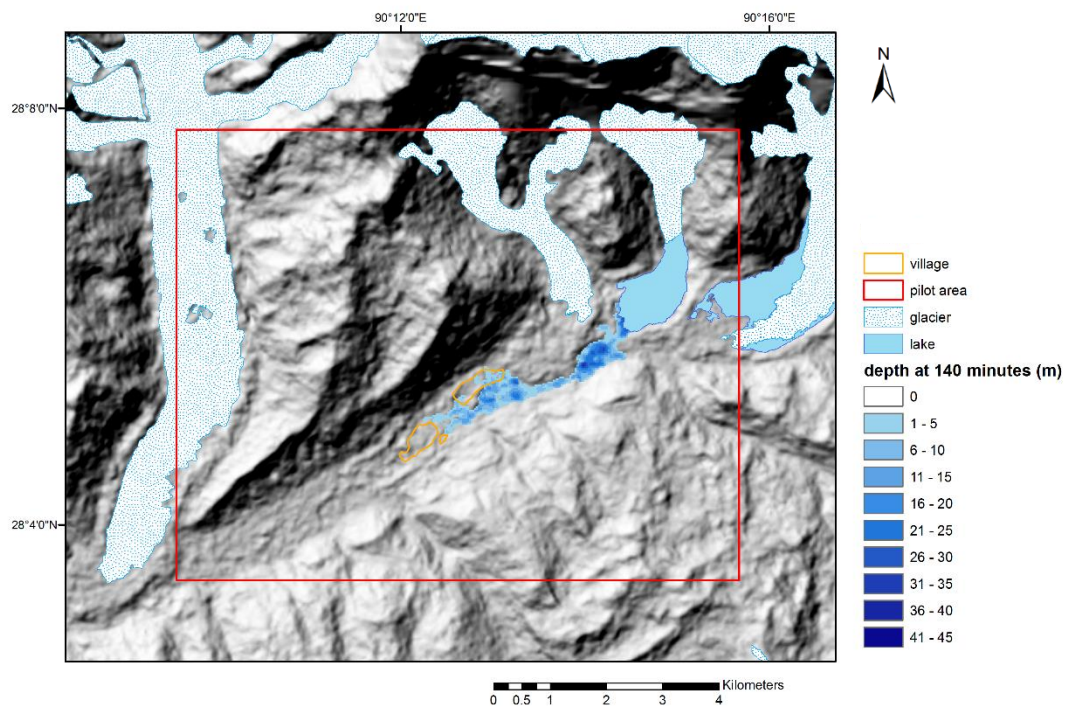 90°12'0"E
90°16'0"E
N
28°8'0"N
28°4'0"N
village
pilot area
glacier
lake
depth at 140 minutes (m)
0
1 - 5
6 - 10
11 - 15
16 - 20
21 - 25
26 - 30
31 - 35
36 - 40
41 - 45
Kilometers
0 0.5 1 2 3 4